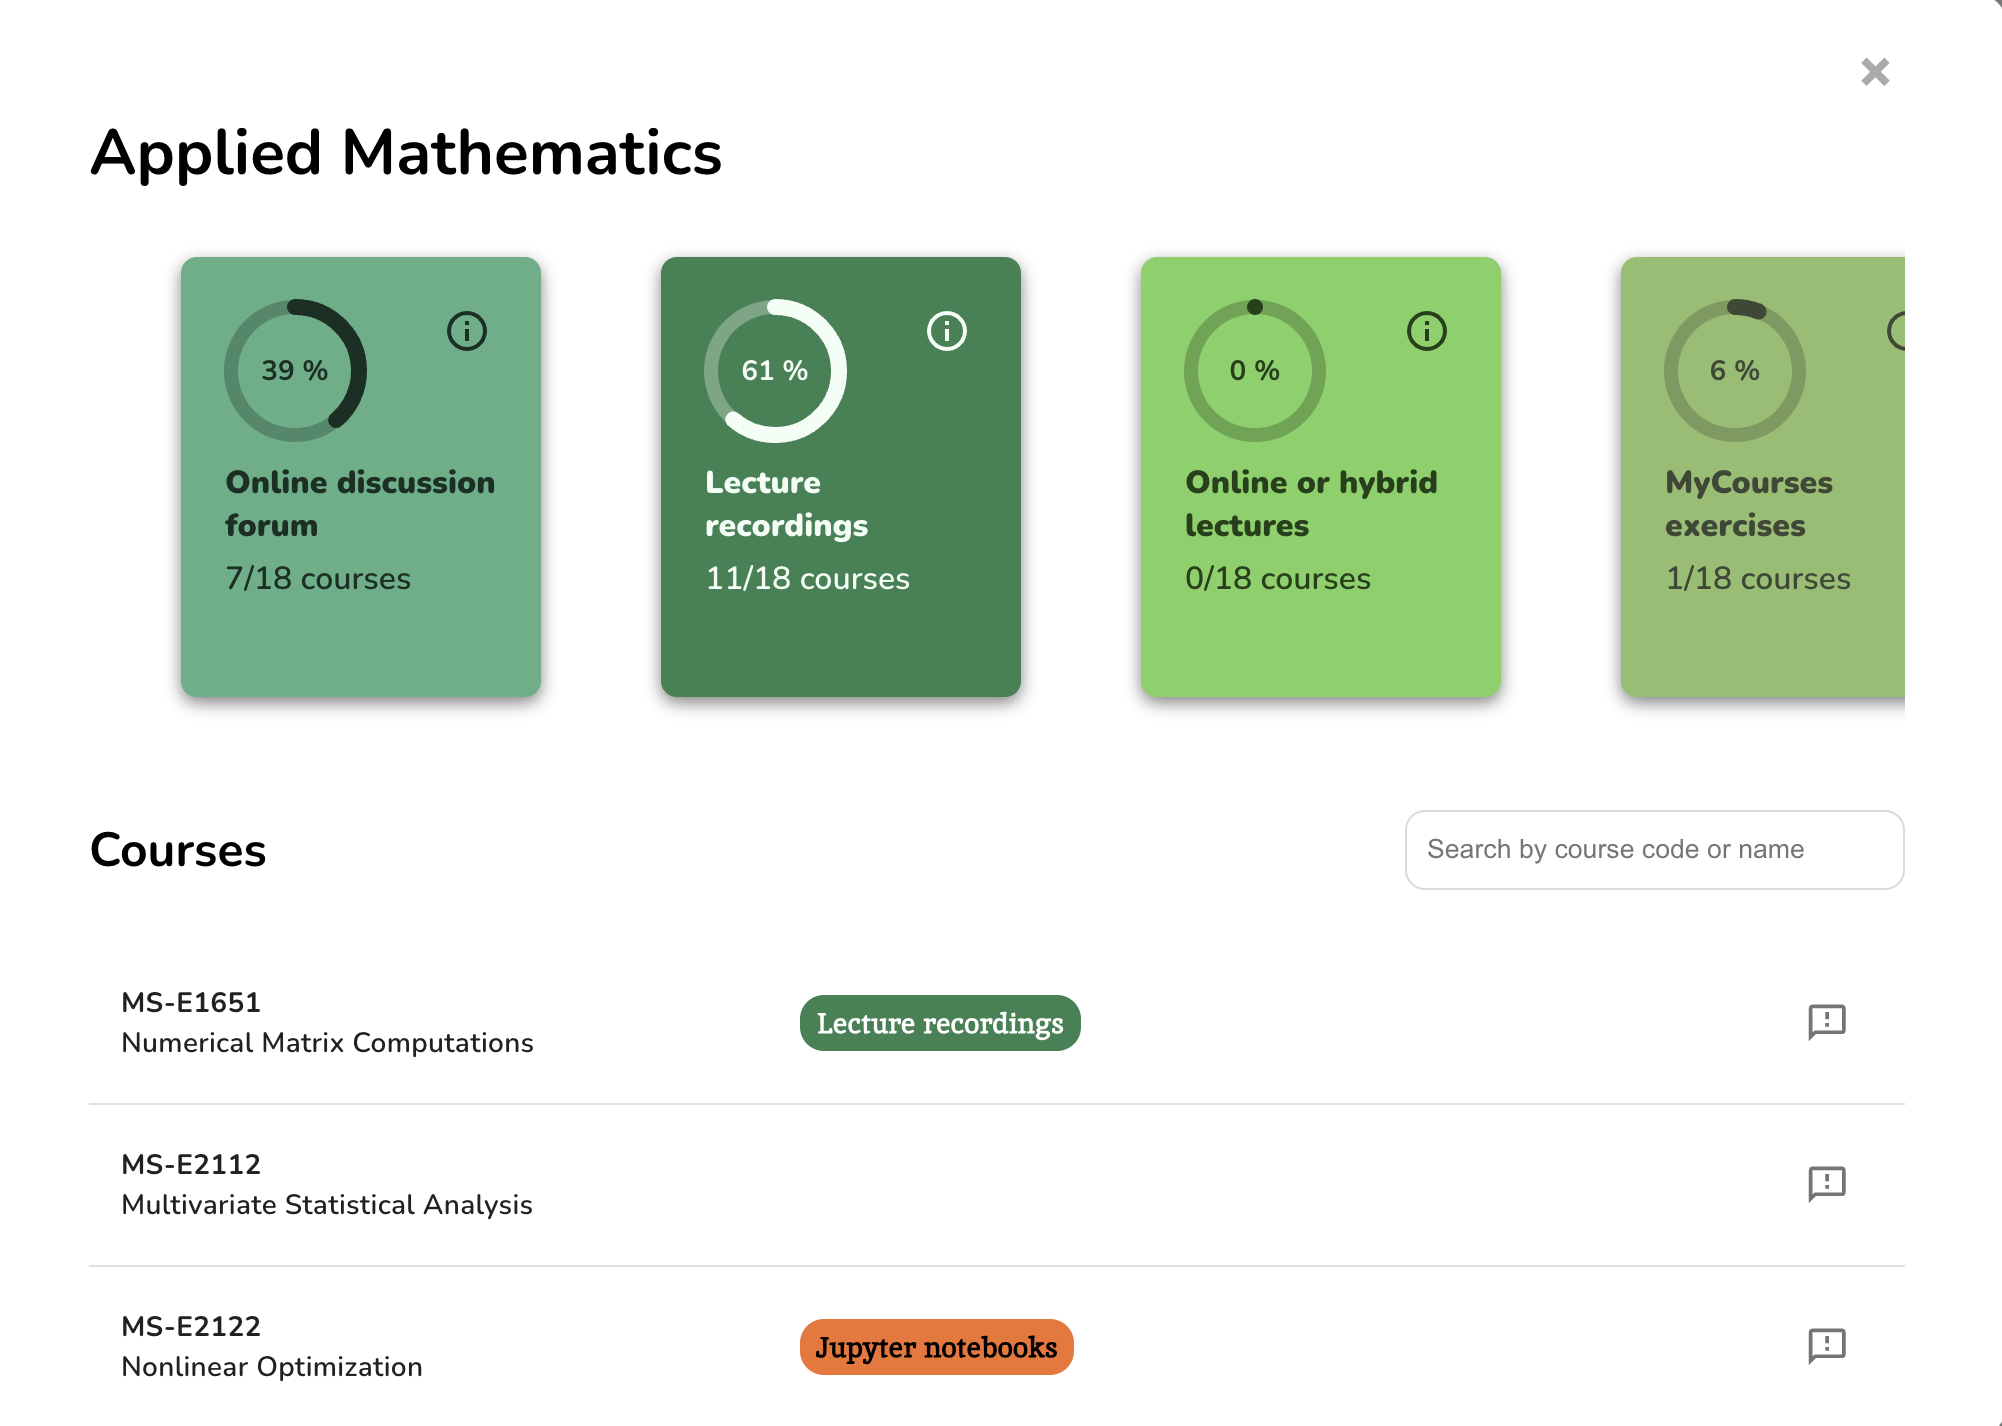 Applied Mathematics
39 %
Online discussion
forum
7/18 courses
61 %
Lecture
recordings
11/18 courses
0 %
Online or hybrid
lectures
0/18 courses
6 %
MyCourses
exercises
1/18 courses
Courses
Search by course code or name
MS-E1651
Numerical Matrix Computations
Lecture recordings
MS-E2112
Multivariate Statistical Analysis
MS-E2122
Nonlinear Optimization
Jupyter notebooks